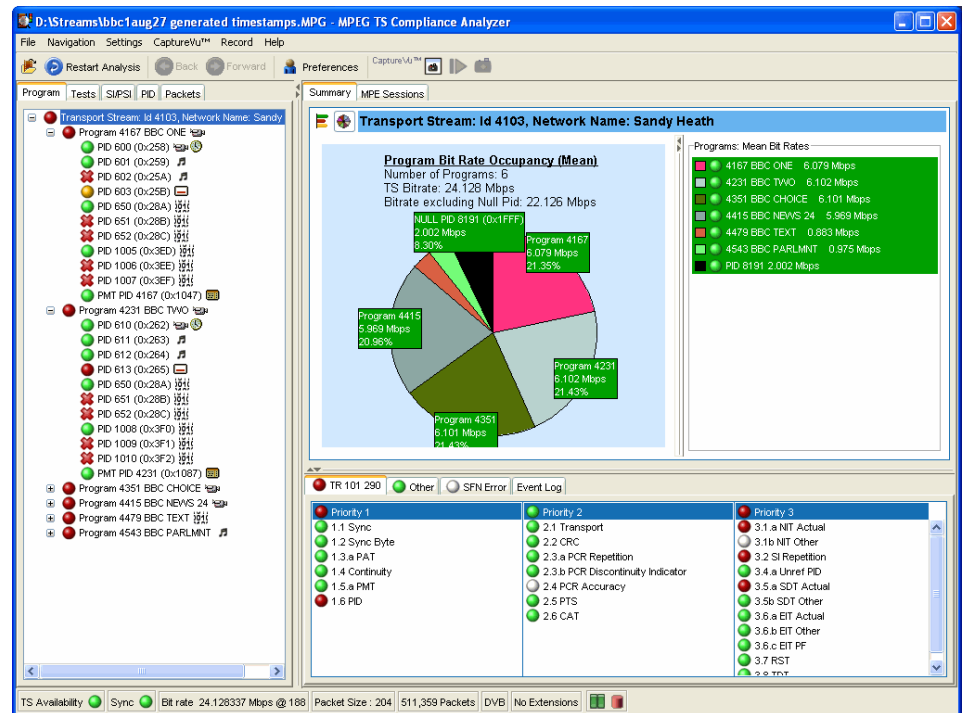 D:\Streams\bbc1aug27 generated timestamps.MPG - MPEG TS Compliance Analyzer
File Navigation Settings CaptureVu™ Record Help
Restart Analysis Back Forward Preferences CaptureVu™
Program Tests SI/PSI PID Packets
Transport Stream: Id 4103, Network Name: Sandy
Program 4167 BBC ONE
PID 600 (0x258)
PID 601 (0x259)
PID 602 (0x25A)
PID 603 (0x25B)
PID 650 (0x28A)
PID 651 (0x28B)
PID 652 (0x28C)
PID 1005 (0x3ED)
PID 1006 (0x3EE)
PID 1007 (0x3EF)
PMT PID 4167 (0x1047)
Program 4231 BBC TWO
PID 610 (0x262)
PID 611 (0x263)
PID 612 (0x264)
PID 613 (0x265)
PID 650 (0x28A)
PID 651 (0x28B)
PID 652 (0x28C)
PID 1008 (0x3F0)
PID 1009 (0x3F1)
PID 1010 (0x3F2)
PMT PID 4231 (0x1087)
Program 4351 BBC CHOICE
Program 4415 BBC NEWS 24
Program 4479 BBC TEXT
Program 4543 BBC PARLMNT
Summary MPE Sessions
Transport Stream: Id 4103, Network Name: Sandy Heath
Program Bit Rate Occupancy (Mean)
Number of Programs: 6
TS Bitrate: 24.128 Mbps
Bitrate excluding Null Pid: 22.126 Mbps
NULL PID 8191 (0x1FFF)
2.002 Mbps
8.30%
Program 4167
6.079 Mbps
21.35%
Program 4415
5.969 Mbps
20.96%
Program 4231
6.102 Mbps
21.43%
Program 4351
6.101 Mbps
21.43%
Programs: Mean Bit Rates
4167 BBC ONE 6.079 Mbps
4231 BBC TWO 6.102 Mbps
4351 BBC CHOICE 6.101 Mbps
4415 BBC NEWS 24 5.969 Mbps
4479 BBC TEXT 0.883 Mbps
4543 BBC PARLMNT 0.975 Mbps
PID 8191 2.002 Mbps
TR 101 290 Other SFN Error Event Log
Priority 1
1.1 Sync
1.2 Sync Byte
1.3.a PAT
1.4 Continuity
1.5.a PMT
1.6 PID
Priority 2
2.1 Transport
2.2 CRC
2.3.a PCR Repetition
2.3.b PCR Discontinuity Indicator
2.4 PCR Accuracy
2.5 PTS
2.6 CAT
Priority 3
3.1.a NIT Actual
3.1b NIT Other
3.2 SI Repetition
3.4.a Unref PID
3.5.a SDT Actual
3.5b SDT Other
3.6.a EIT Actual
3.6.b EIT Other
3.6.c EIT PF
3.7 RST
3.8 TDT
TS Availability Sync Bit rate 24.128337 Mbps @ 188 Packet Size : 204 511,359 Packets DVB No Extensions